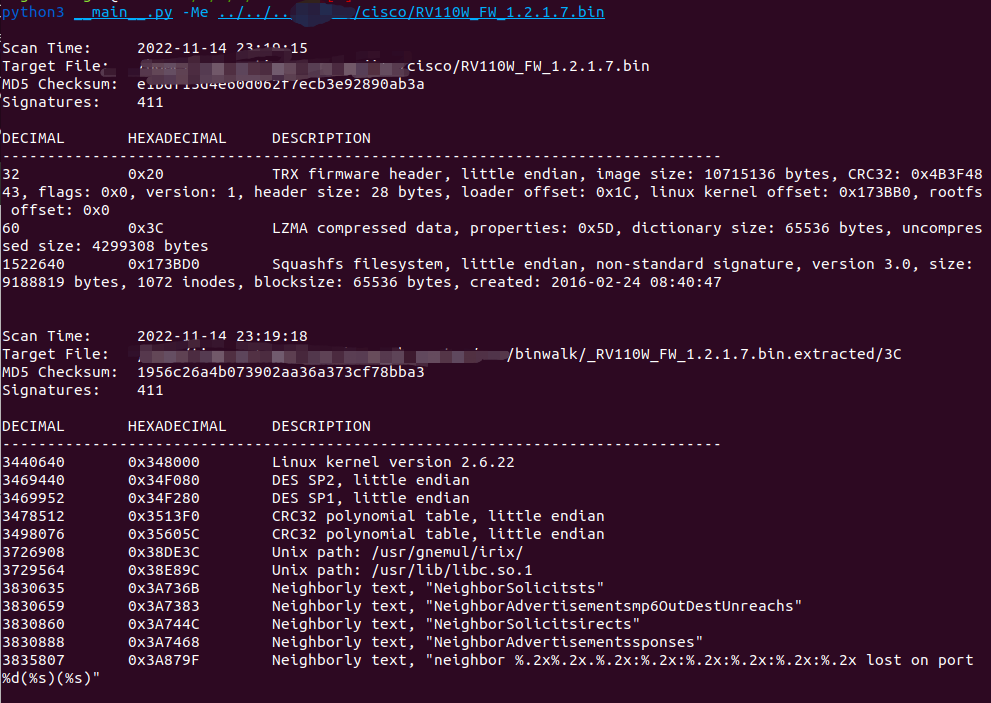 python3 __main__.py -Me ../../.. /cisco/RV110W_FW_1.2.1.7.bin
Scan Time: 2022-11-14 23:19:15
Target File: cisco/RV110W_FW_1.2.1.7.bin
MD5 Checksum: e1bdf13d4e60d062f7ecb3e92890ab3a
Signatures: 411
DECIMAL HEXADECIMAL DESCRIPTION
--------------------------------------------------------------------------------
32 0x20 TRX firmware header, little endian, image size: 10715136 bytes, CRC32: 0x4B3F48
43, flags: 0x0, version: 1, header size: 28 bytes, loader offset: 0x1C, linux kernel offset: 0x173BB0, rootfs
offset: 0x0
60 0x3C LZMA compressed data, properties: 0x5D, dictionary size: 65536 bytes, uncompres
sed size: 4299308 bytes
1522640 0x173BD0 Squashfs filesystem, little endian, non-standard signature, version 3.0, size:
9188819 bytes, 1072 inodes, blocksize: 65536 bytes, created: 2016-02-24 08:40:47
Scan Time: 2022-11-14 23:19:18
Target File: /binwalk/_RV110W_FW_1.2.1.7.bin.extracted/3C
MD5 Checksum: 1956c26a4b073902aa36a373cf78bba3
Signatures: 411
DECIMAL HEXADECIMAL DESCRIPTION
--------------------------------------------------------------------------------
3440640 0x348000 Linux kernel version 2.6.22
3469440 0x34F080 DES SP2, little endian
3469952 0x34F280 DES SP1, little endian
3478512 0x3513F0 CRC32 polynomial table, little endian
3498076 0x35605C CRC32 polynomial table, little endian
3726908 0x38DE3C Unix path: /usr/gnemul/irix/
3729564 0x38E89C Unix path: /usr/lib/libc.so.1
3830635 0x3A736B Neighborly text, "NeighborSolicitsts"
3830659 0x3A7383 Neighborly text, "NeighborAdvertisementsmp6OutDestUnreachs"
3830860 0x3A744C Neighborly text, "NeighborSolicitsirects"
3830888 0x3A7468 Neighborly text, "NeighborAdvertisementssponses"
3835807 0x3A879F Neighborly text, "neighbor %.2x%.2x.%.2x:%.2x:%.2x:%.2x:%.2x:%.2x lost on port
%d(%s)(%s)"